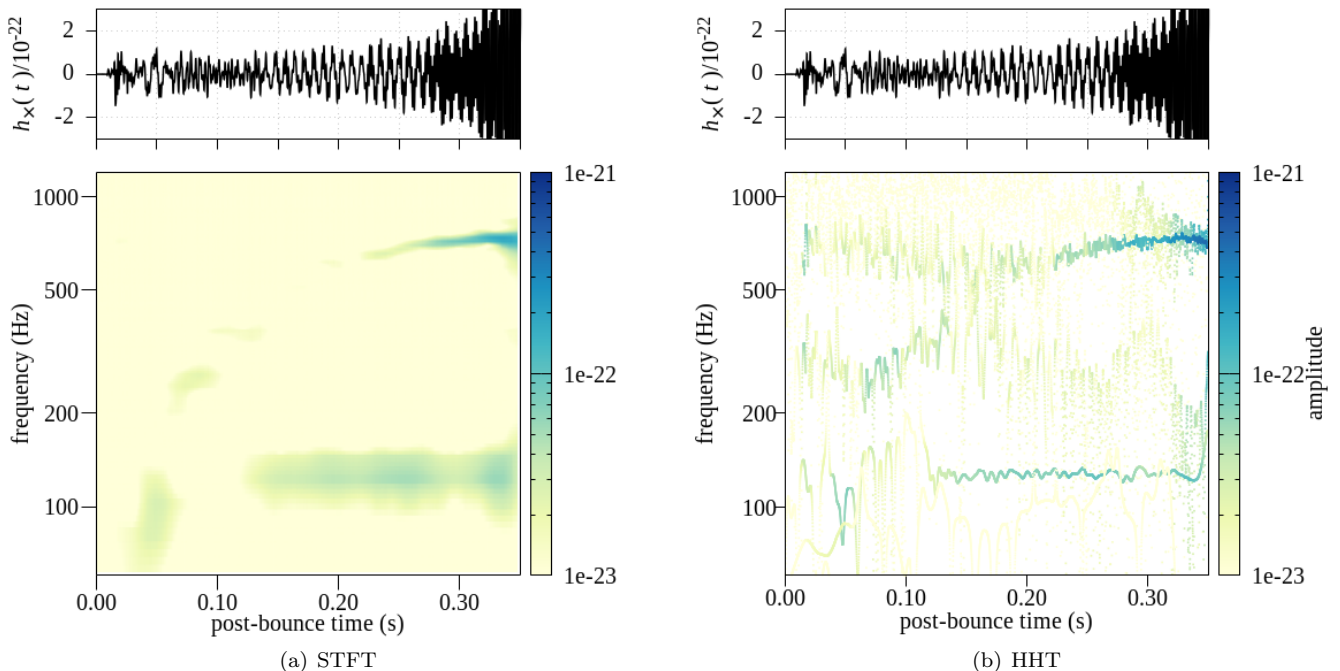 h×( t )/10-22
2
0
-2
1000
500
200
100
frequency (Hz)
0.00
0.10
0.20
0.30
post-bounce time (s)
1e-21
1e-22
1e-23
(a) STFT
h×( t )/10-22
2
0
-2
1000
500
200
100
frequency (Hz)
0.00
0.10
0.20
0.30
post-bounce time (s)
1e-21
1e-22
1e-23
amplitude
(b) HHT